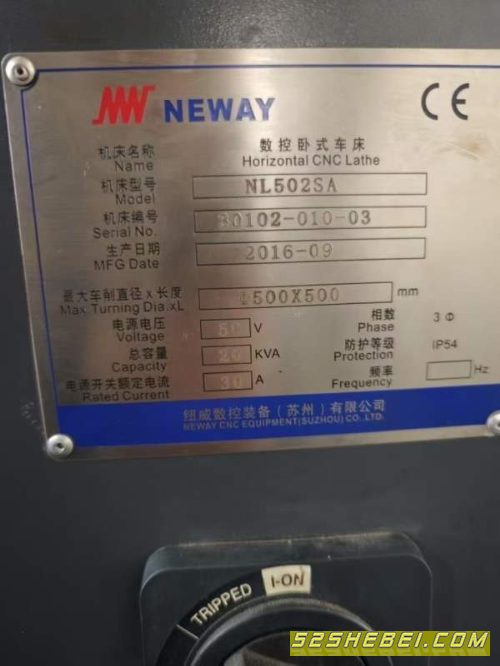 NEWAY
CE
机床名称 数控卧式车床
Name Horizontal CNC Lathe
机床型号 NL502SA
Model
机床编号 B0102-010-03
Serial No.
生产日期 2016-09
MFG Date
最大车削直径 x 长度 Φ500X500 mm
Max Turning Dia.xL
电源电压 V 相数 3 Φ
Voltage Phase
总容量 KVA 防护等级 IP54
Capacity Protection
电源开关额定电流 A 频率 Hz
Rated Current Frequency
纽威数控装备（苏州）有限公司
NEWAY CNC EQUIPMENT(SUZHOU) CO.,LTD.
TRIPPED I-ON
52SHEBEI.COM